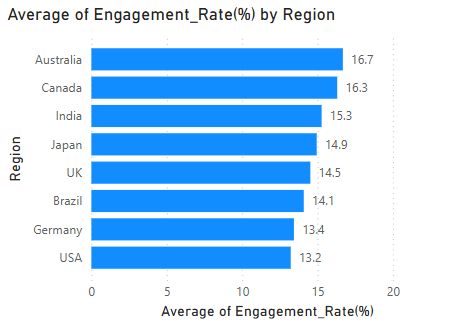 Average of Engagement_Rate(%) by Region
Region
Australia 16.7
Canada 16.3
India 15.3
Japan 14.9
UK 14.5
Brazil 14.1
Germany 13.4
USA 13.2
0 5 10 15 20
Average of Engagement_Rate(%)